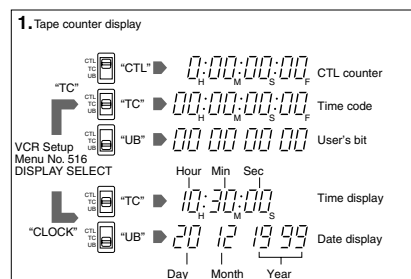 1. Tape counter display
CTL
TC
UB
"CTL"
0:00:00:00
H M S F
CTL counter
"TC"
CTL
TC
UB
"TC"
00:00:00:00
H M S F
Time code
CTL
TC
UB
"UB"
00 00 00 00
User's bit
VCR Setup
Menu No. 516
DISPLAY SELECT
Hour Min Sec
CTL
TC
UB
"TC"
10:30:00
H M S
Time display
"CLOCK"
CTL
TC
UB
"UB"
20 12 19 99
Date display
Day Month Year